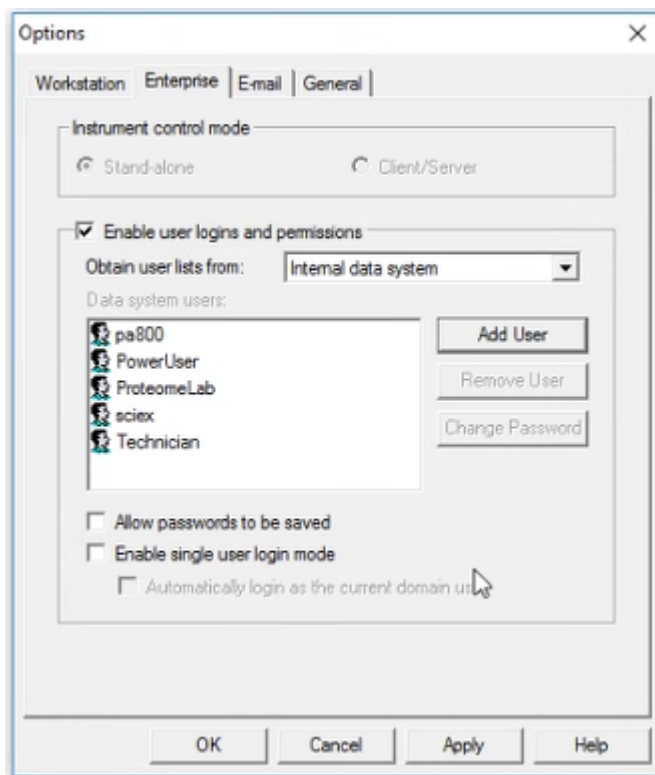 Options
Workstation Enterprise E-mail General
Instrument control mode
Stand-alone Client/Server
Enable user logins and permissions
Obtain user lists from: Internal data system
Data system users:
pa800
PowerUser
ProteomeLab
sciex
Technician
Add User
Remove User
Change Password
Allow passwords to be saved
Enable single user login mode
Automatically login as the current domain
OK Cancel Apply Help